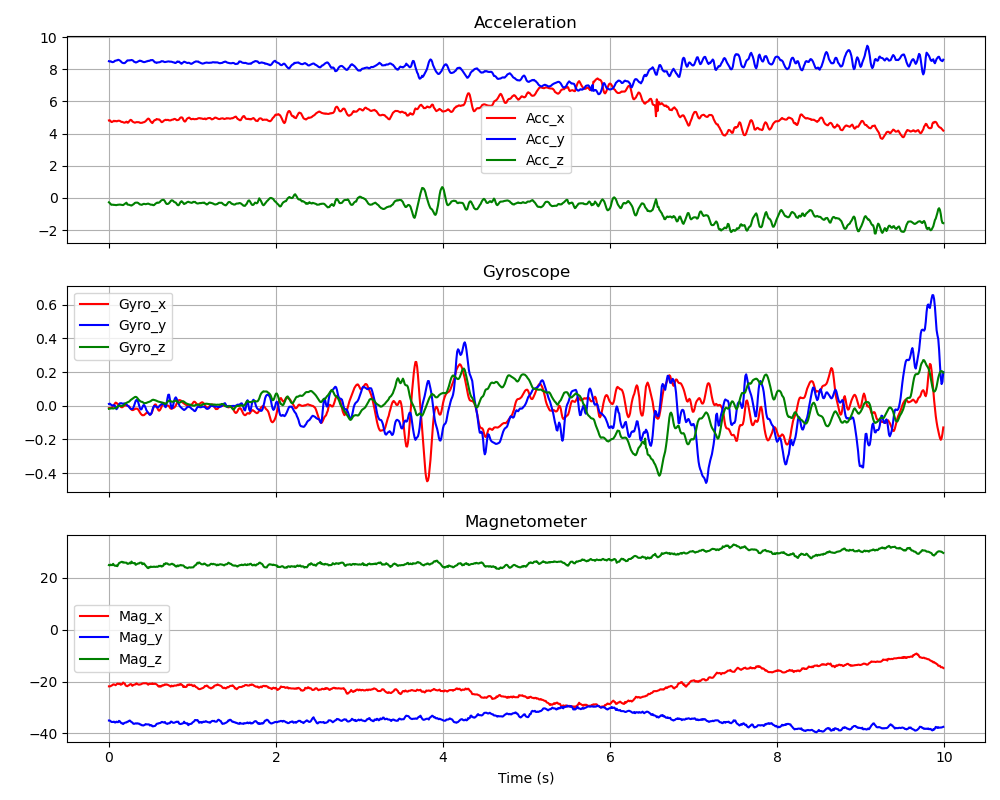 Acceleration
10
8
6
4
2
0
−2
Acc_x
Acc_y
Acc_z
Gyroscope
0.6
0.4
0.2
0.0
−0.2
−0.4
Gyro_x
Gyro_y
Gyro_z
Magnetometer
20
0
−20
−40
Mag_x
Mag_y
Mag_z
0 2 4 6 8 10
Time (s)